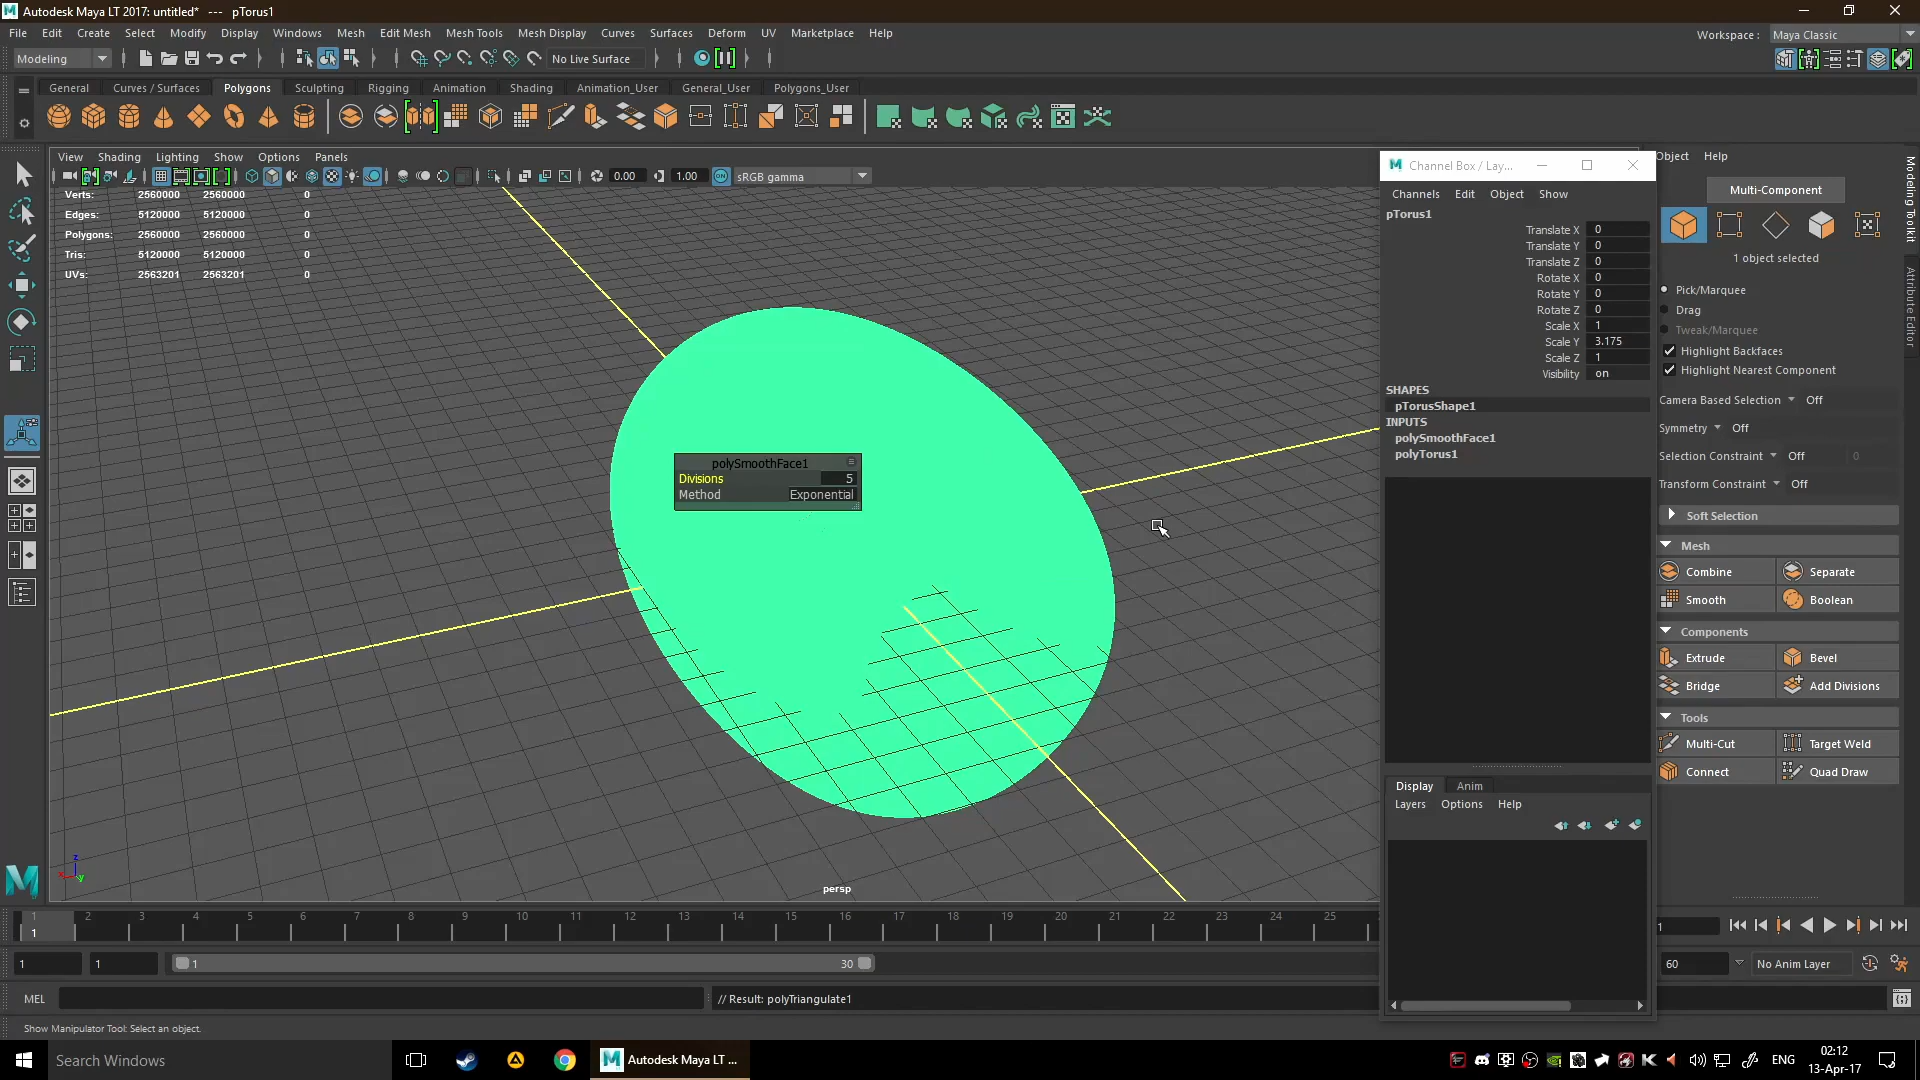 Autodesk Maya LT 2017: untitled* --- pTorus1
File Edit Create Select Modify Display Windows Mesh Edit Mesh Mesh Tools Mesh Display Curves Surfaces Deform UV Marketplace Help
Workspace : Maya Classic
Modeling
No Live Surface
General Curves / Surfaces Polygons Sculpting Rigging Animation Shading Animation_User General_User Polygons_User
View Shading Lighting Show Options Panels
0.00 1.00 ON sRGB gamma
Verts: 2560000 2560000 0
Edges: 5120000 5120000 0
Polygons: 2560000 2560000 0
Tris: 5120000 5120000 0
UVs: 2563201 2563201 0
polySmoothFace1
Divisions 5
Method Exponential
persp
z
x
y
Channel Box / Lay...
Channels Edit Object Show
pTorus1
Translate X 0
Translate Y 0
Translate Z 0
Rotate X 0
Rotate Y 0
Rotate Z 0
Scale X 1
Scale Y 3.175
Scale Z 1
Visibility on
SHAPES
pTorusShape1
INPUTS
polySmoothFace1
polyTorus1
Display Anim
Layers Options Help
Object Help
Multi-Component
1 object selected
Pick/Marquee
Drag
Tweak/Marquee
Highlight Backfaces
Highlight Nearest Component
Camera Based Selection Off
Symmetry Off
Selection Constraint Off 0
Transform Constraint Off
Soft Selection
Mesh
Combine Separate
Smooth Boolean
Components
Extrude Bevel
Bridge Add Divisions
Tools
Multi-Cut Target Weld
Connect Quad Draw
Modeling Toolkit
Attribute Editor
1 2 3 4 5 6 7 8 9 10 11 12 13 14 15 16 17 18 19 20 21 22 23 24 25
1
1
1 1 1 30
60 No Anim Layer
MEL
// Result: polyTriangulate1
Show Manipulator Tool: Select an object.
Search Windows
Autodesk Maya LT ...
ENG
02:12
13-Apr-17